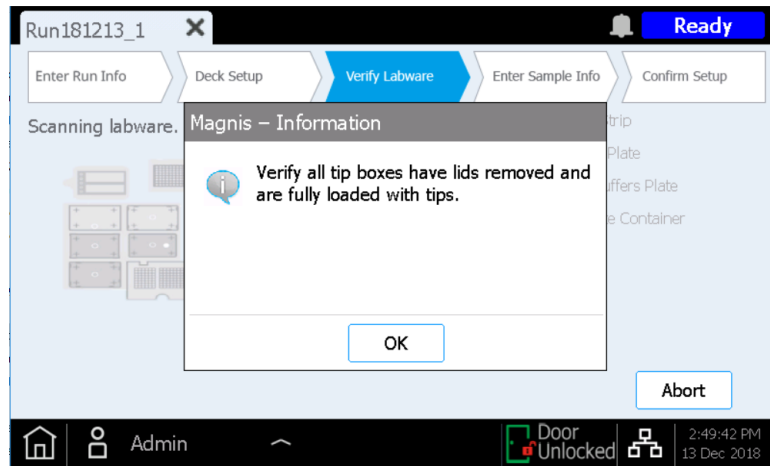 Run181213_1
Ready
Enter Run Info
Deck Setup
Verify Labware
Enter Sample Info
Confirm Setup
Scanning labware.
Plate
Container
Magnis – Information
Verify all tip boxes have lids removed and
are fully loaded with tips.
OK
Abort
Admin
Door
Unlocked
2:49:42 PM
13 Dec 2018